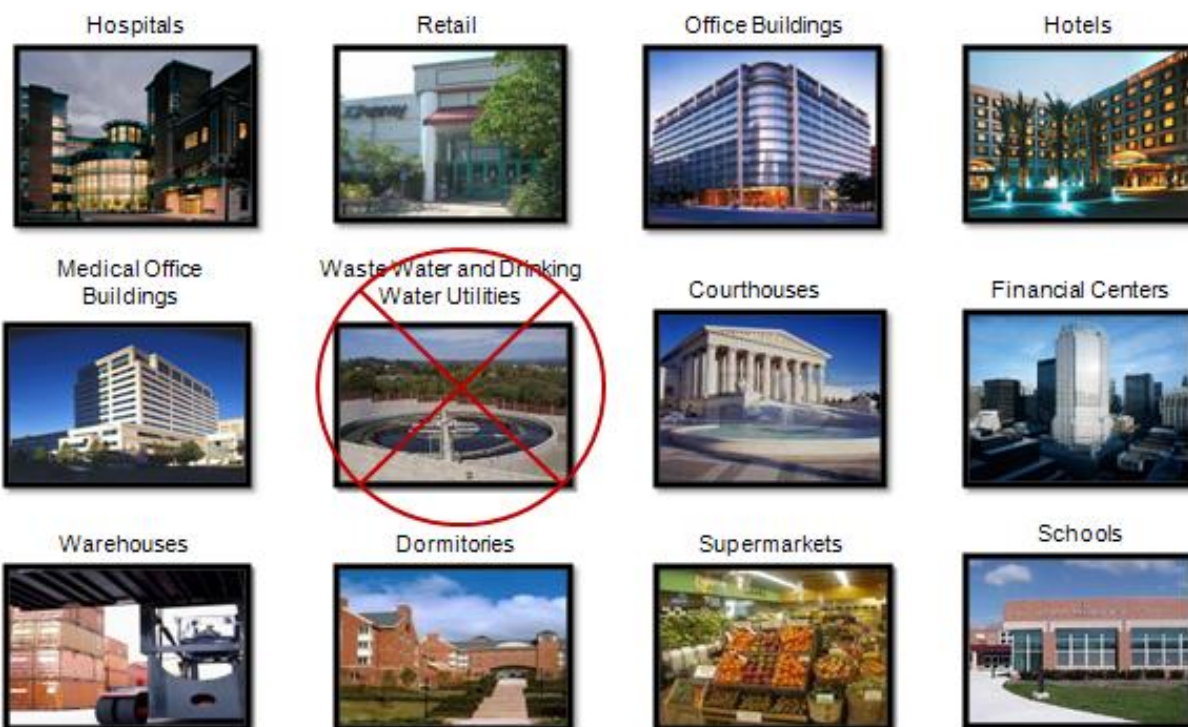 Hospitals
Retail
Office Buildings
Hotels
Medical Office
Buildings
Waste Water and Drinking
Water Utilities
Courthouses
Financial Centers
Warehouses
Dormitories
Supermarkets
Schools